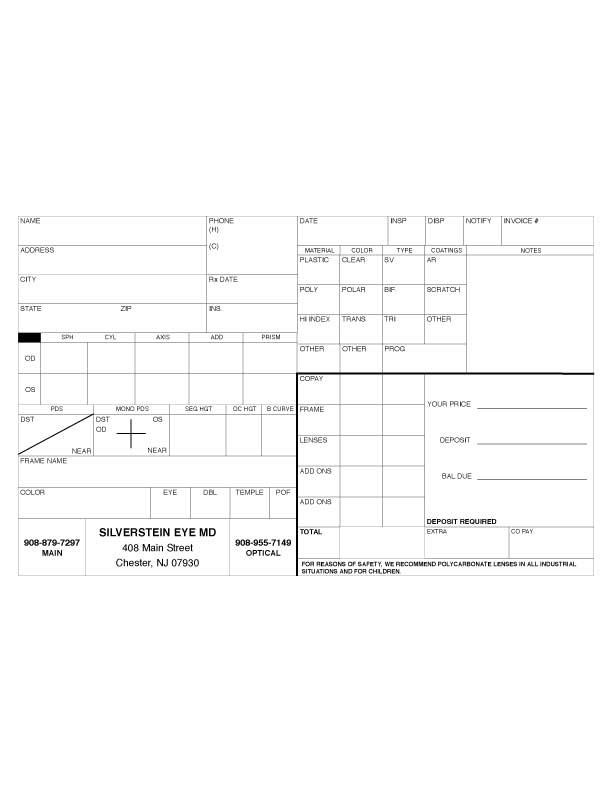 NAME
PHONE
(H)
(C)
ADDRESS
CITY
Rx DATE
STATE ZIP
INS.
SPH CYL AXIS ADD PRISM
OD
OS
PDS MONO PDS SEG HGT OC HGT B CURVE
DST
NEAR
DST OS
OD
NEAR
FRAME NAME
COLOR EYE DBL TEMPLE POF
908-879-7297
MAIN
SILVERSTEIN EYE MD
408 Main Street
Chester, NJ 07930
908-955-7149
OPTICAL
DATE INSP DISP NOTIFY INVOICE #
MATERIAL COLOR TYPE COATINGS NOTES
PLASTIC CLEAR SV AR
POLY POLAR BIF SCRATCH
HI INDEX TRANS TRI OTHER
OTHER OTHER PROG
COPAY
FRAME
LENSES
ADD ONS
ADD ONS
YOUR PRICE
DEPOSIT
BAL DUE
DEPOSIT REQUIRED
TOTAL EXTRA CO PAY
FOR REASONS OF SAFETY, WE RECOMMEND POLYCARBONATE LENSES IN ALL INDUSTRIAL
SITUATIONS AND FOR CHILDREN.